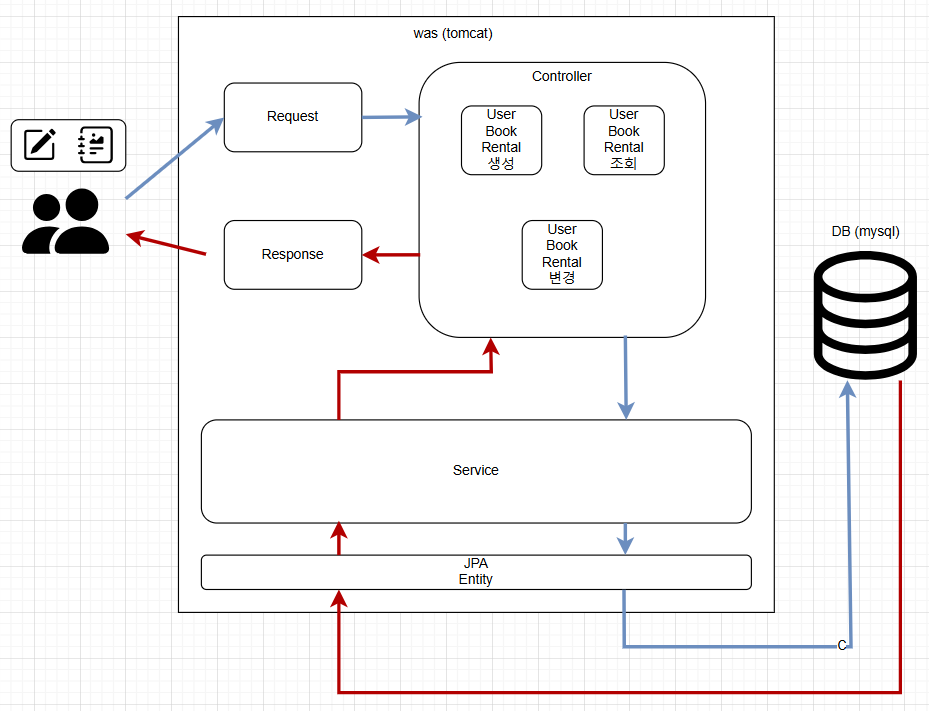 was (tomcat)
Controller
Request
User
Book
Rental
생성
User
Book
Rental
조회
Response
User
Book
Rental
변경
DB (mysql)
Service
JPA
Entity
C